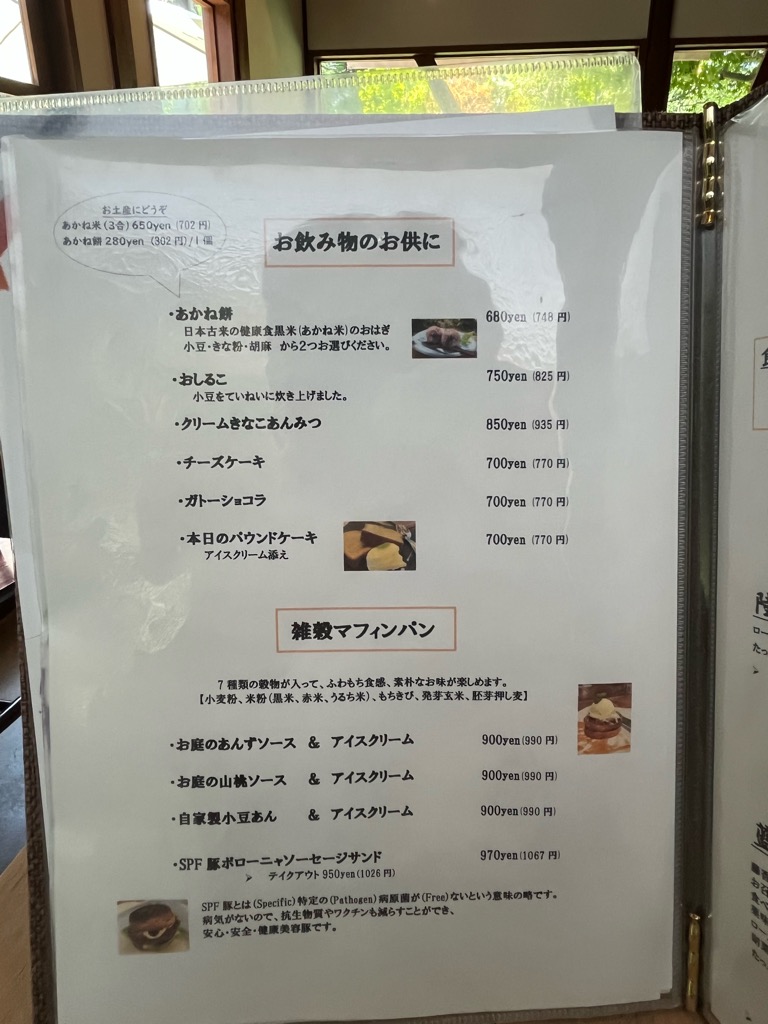 お土産にどうぞ
あかね米(3合)650yen (702円)
あかね餅 280yen (302円)/1個
お飲み物のお供に
・あかね餅 680yen (748円)
日本古来の健康食黒米(あかね米)のおはぎ
小豆・きな粉・胡麻 から2つお選びください。
・おしるこ 750yen (825円)
小豆をていねいに炊き上げました。
・クリームきなこあんみつ 850yen (935円)
・チーズケーキ 700yen (770円)
・ガトーショコラ 700yen (770円)
・本日のパウンドケーキ 700yen (770円)
アイスクリーム添え
雑穀マフィンパン
7種類の穀物が入って、ふわもち食感、素朴なお味が楽しめます。
【小麦粉、米粉(黒米、赤米、うるち米)、もちきび、発芽玄米、胚芽押し麦】
・お庭のあんずソース & アイスクリーム 900yen(990円)
・お庭の山桃ソース & アイスクリーム 900yen(990円)
・自家製小豆あん & アイスクリーム 900yen(990円)
・SPF豚ボローニャソーセージサンド 970yen(1067円)
➢ テイクアウト 950yen(1026円)
SPF豚とは(Specific)特定の(Pathogen)病原菌が(Free)ないという意味の略です。
病気がないので、抗生物質やワクチンも減らすことができ、
安心・安全・健康美容豚です。